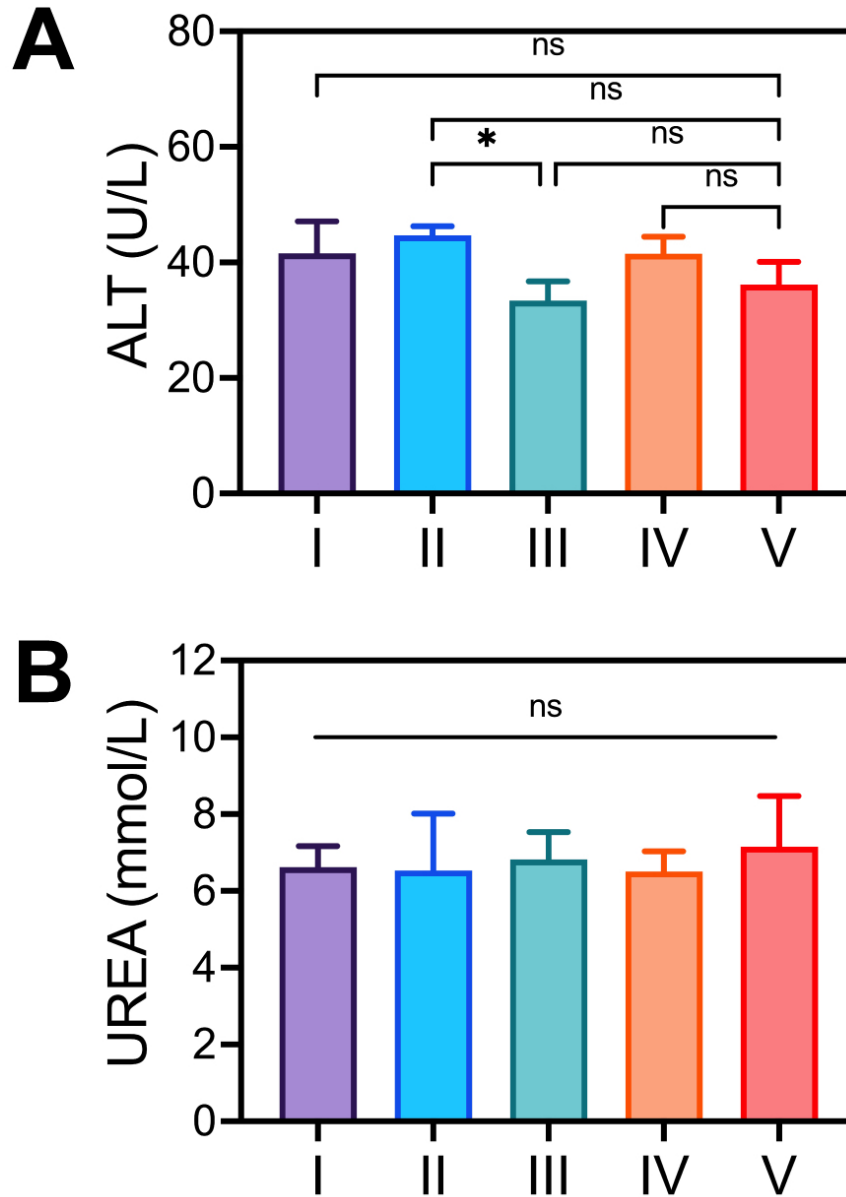 A
ALT (U/L)
80
60
40
20
0
ns
ns
* ns
ns
I II III IV V
B
UREA (mmol/L)
12
10
8
6
4
2
0
ns
I II III IV V